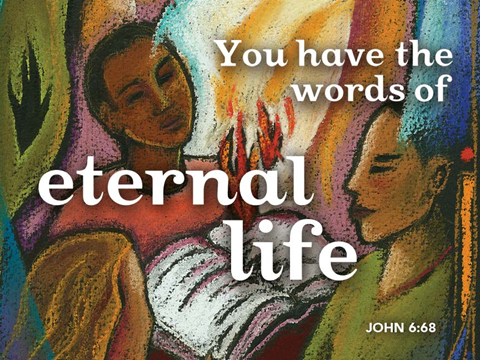 You have the
words of
eternal
life
JOHN 6:68